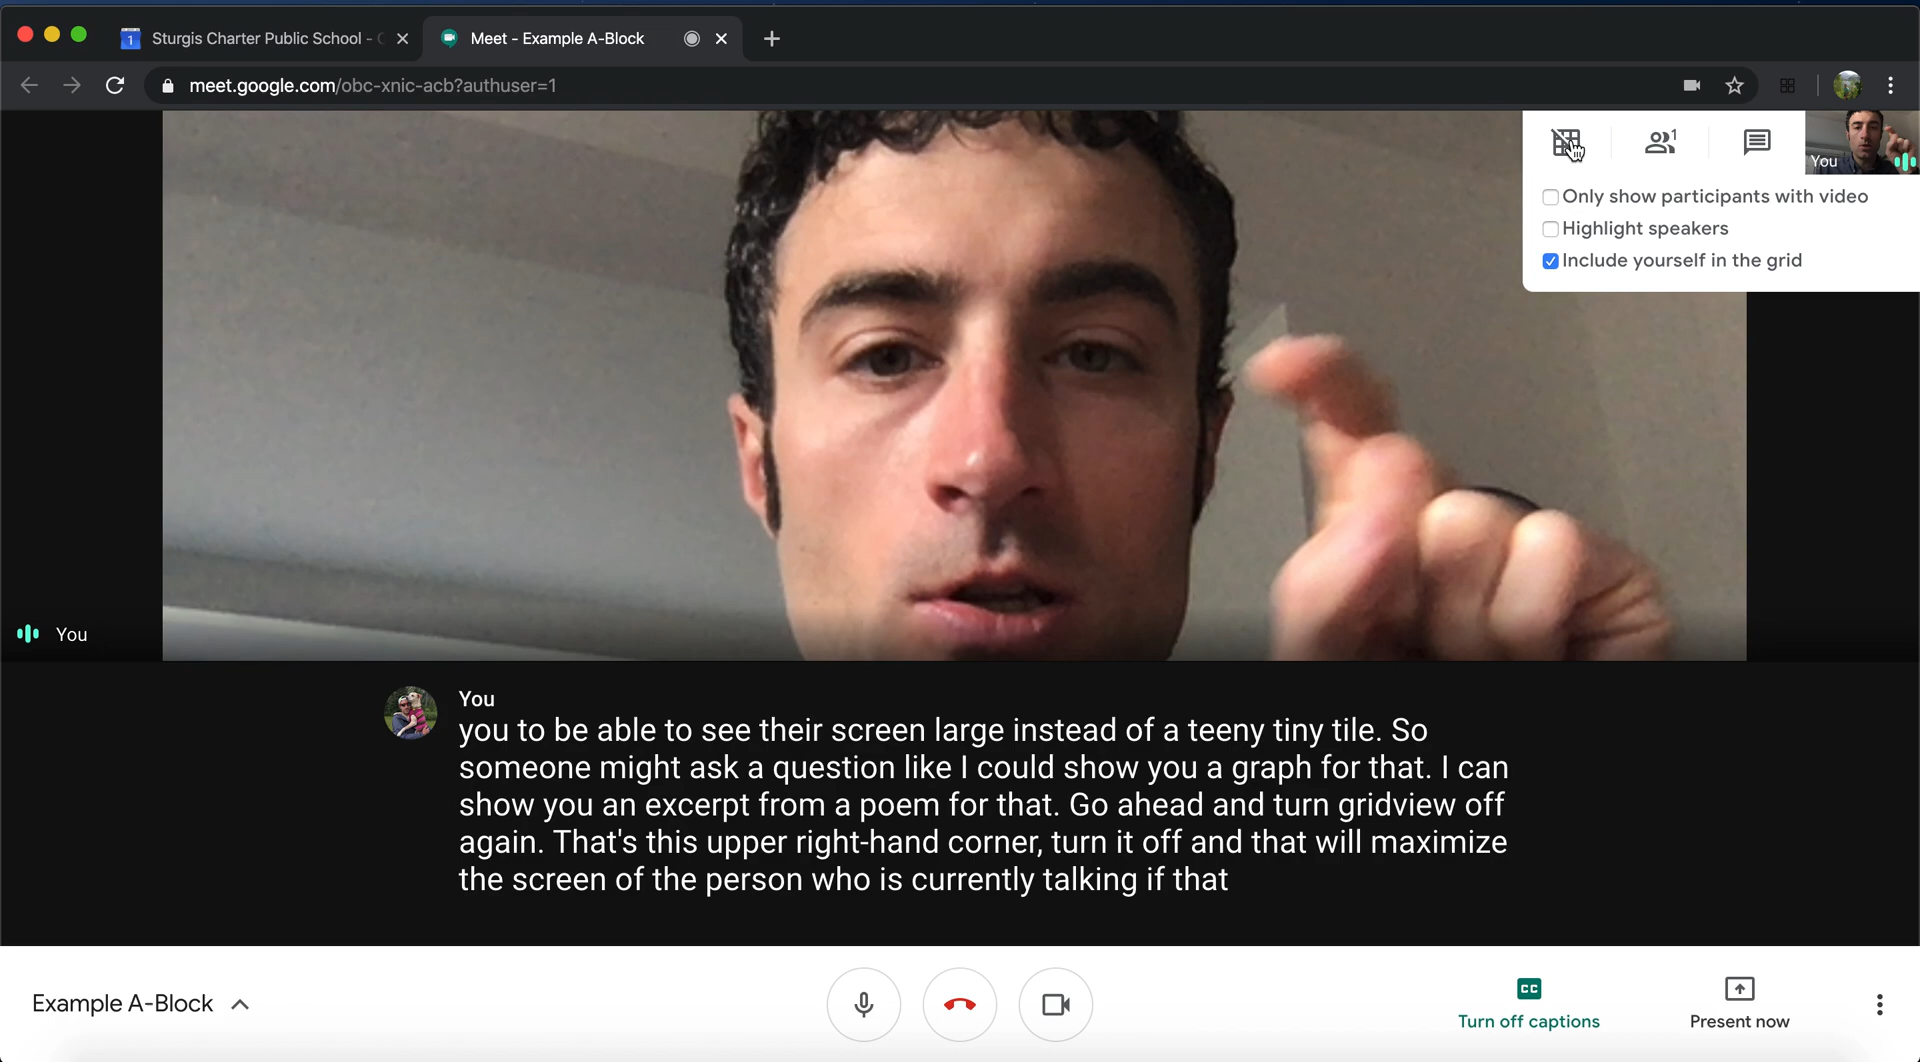 1
Sturgis Charter Public School -
Meet - Example A-Block
meet.google.com/obc-xnic-acb?authuser=1
1
You
Only show participants with video
Highlight speakers
Include yourself in the grid
You
You
you to be able to see their screen large instead of a teeny tiny tile. So
someone might ask a question like I could show you a graph for that. I can
show you an excerpt from a poem for that. Go ahead and turn gridview off
again. That's this upper right-hand corner, turn it off and that will maximize
the screen of the person who is currently talking if that
Example A-Block
CC
Turn off captions
Present now